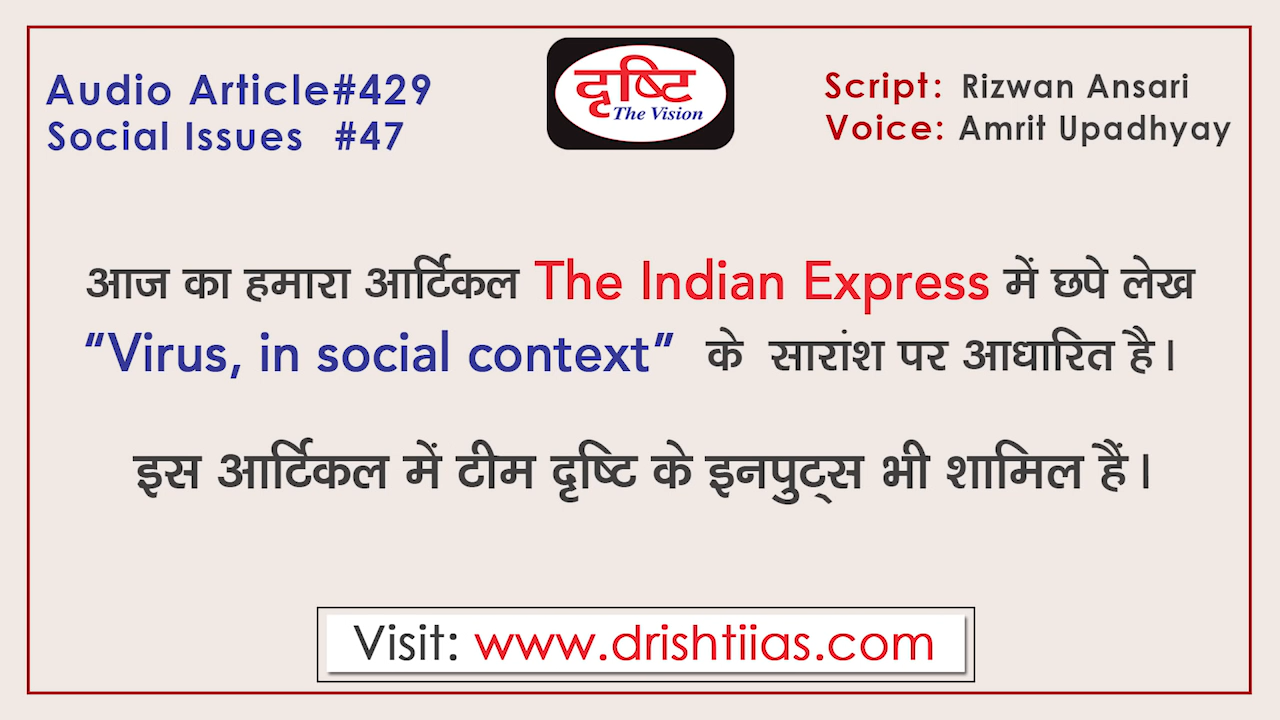 Audio Article#429
Social Issues #47
दृष्टि
The Vision
Script: Rizwan Ansari
Voice: Amrit Upadhyay
आज का हमारा आर्टिकल The Indian Express में छपे लेख
“Virus, in social context” के सारांश पर आधारित है।
इस आर्टिकल में टीम दृष्टि के इनपुट्स भी शामिल हैं।
Visit: www.drishtiias.com